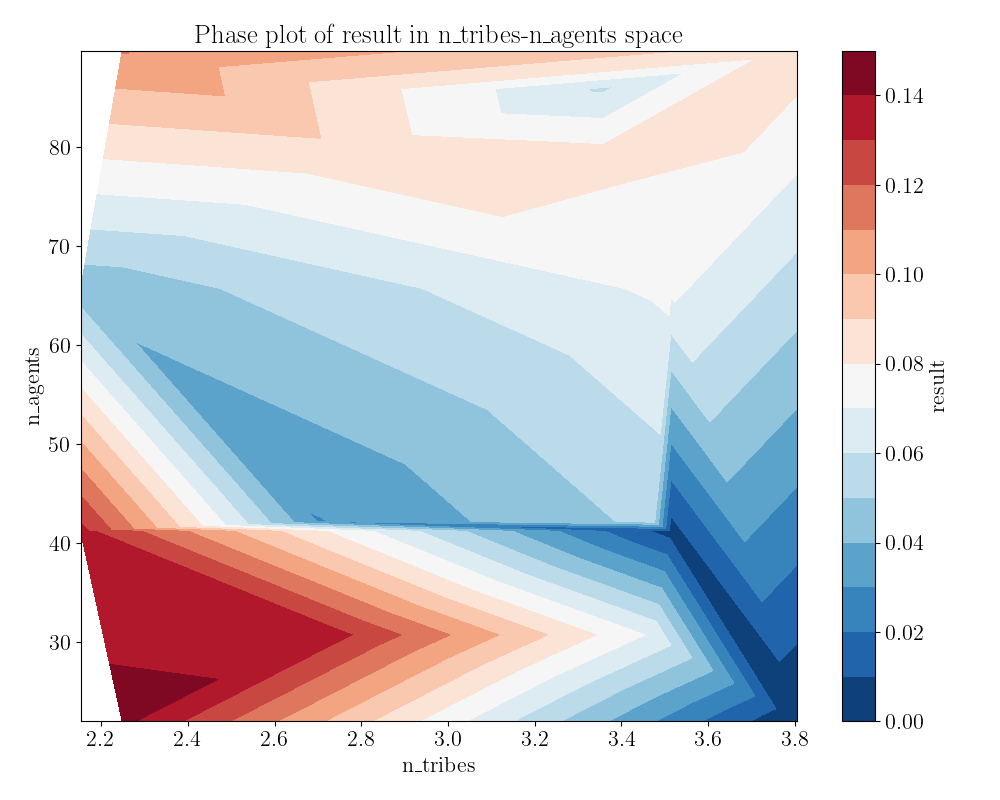 Phase plot of result in n_tribes-n_agents space
n_agents
80
70
60
50
40
30
2.2 2.4 2.6 2.8 3.0 3.2 3.4 3.6 3.8
n_tribes
0.14
0.12
0.10
0.08
0.06
0.04
0.02
0.00
result